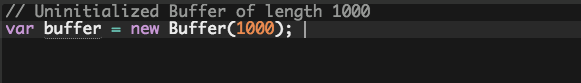 // Uninitialized Buffer of length 1000
var buffer = new Buffer(1000);